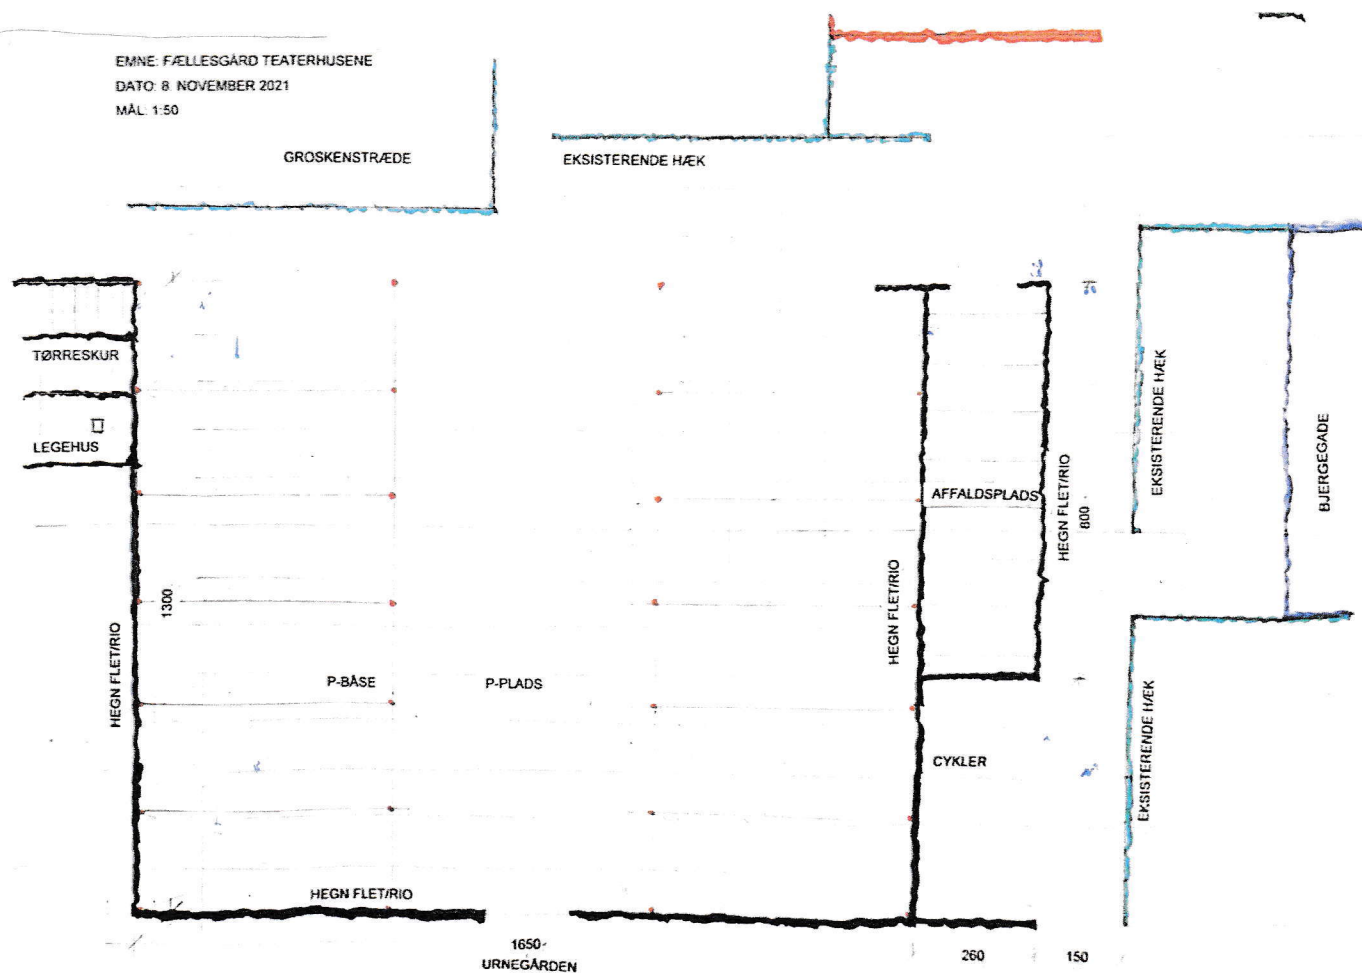 EMNE: FÆLLESGÅRD TEATERHUSENE
DATO: 8. NOVEMBER 2021
MÅL: 1:50
GROSKENSTRÆDE
EKSISTERENDE HÆK
TØRRESKUR
LEGEHUS
HEGN FLET/RIO
1300
P-BÅSE
P-PLADS
HEGN FLET/RIO
AFFALDSPLADS
HEGN FLET/RIO
800
EKSISTERENDE HÆK
BJERGEGADE
CYKLER
EKSISTERENDE HÆK
HEGN FLET/RIO
1650
URNEGÅRDEN
260
150